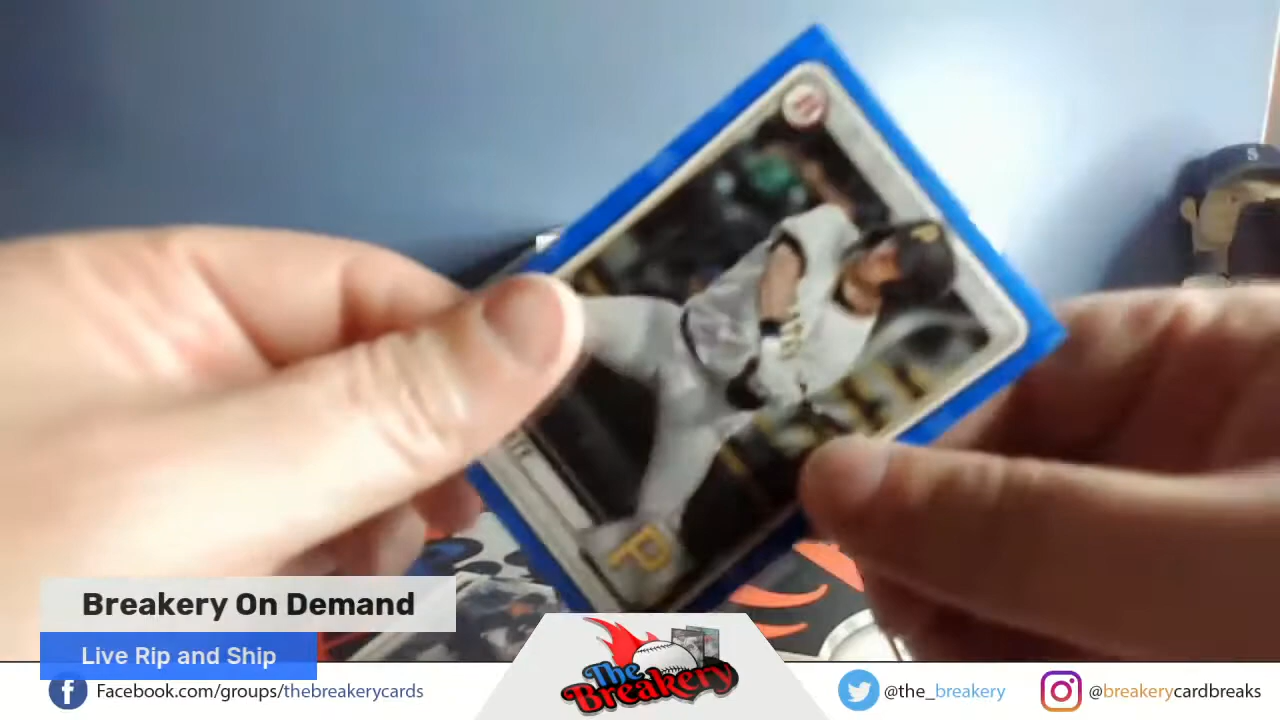 P
S
P
Breakery On Demand
Live Rip and Ship
The
Breakery
Facebook.com/groups/thebreakerycards
@the_breakery
@breakerycardbreaks